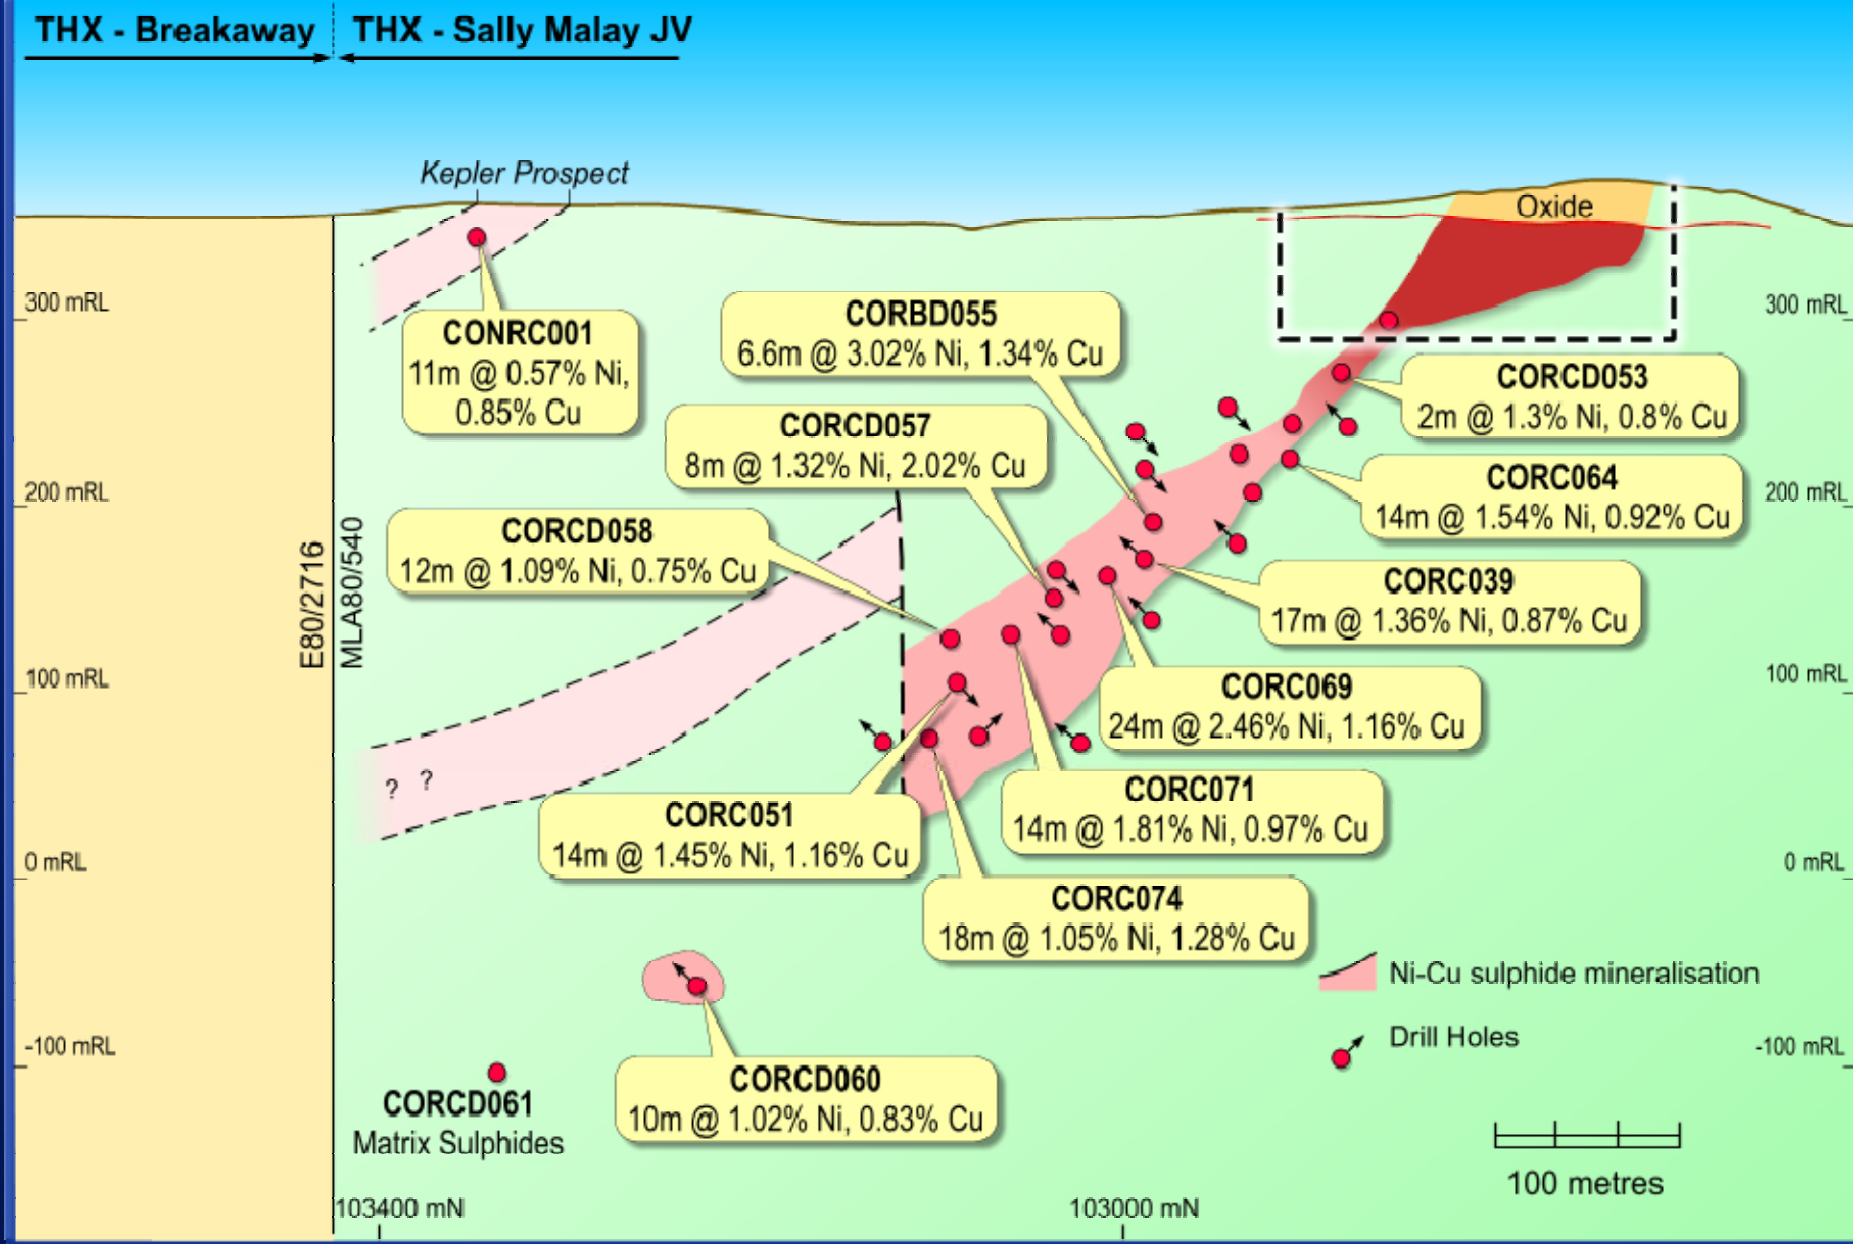 THX - Breakaway
THX - Sally Malay JV
Kepler Prospect
Oxide
300 mRL
300 mRL
CONRC001
11m @ 0.57% Ni,
0.85% Cu
CORBD055
6.6m @ 3.02% Ni, 1.34% Cu
CORCD053
2m @ 1.3% Ni, 0.8% Cu
CORCD057
8m @ 1.32% Ni, 2.02% Cu
CORC064
14m @ 1.54% Ni, 0.92% Cu
200 mRL
200 mRL
CORCD058
12m @ 1.09% Ni, 0.75% Cu
E80/2716
MLA80/540
CORC039
17m @ 1.36% Ni, 0.87% Cu
100 mRL
100 mRL
CORC069
24m @ 2.46% Ni, 1.16% Cu
? ?
CORC071
14m @ 1.81% Ni, 0.97% Cu
CORC051
14m @ 1.45% Ni, 1.16% Cu
0 mRL
0 mRL
CORC074
18m @ 1.05% Ni, 1.28% Cu
Ni-Cu sulphide mineralisation
Drill Holes
-100 mRL
-100 mRL
CORCD060
10m @ 1.02% Ni, 0.83% Cu
CORCD061
Matrix Sulphides
100 metres
103400 mN
103000 mN